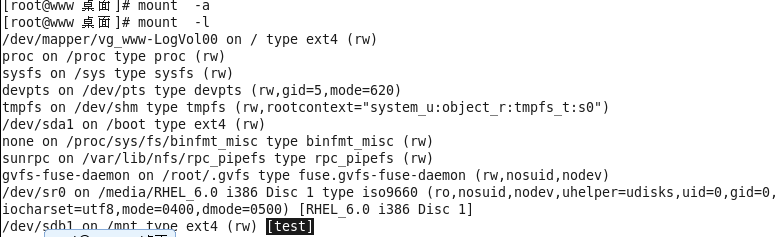 [root@www 桌面]# mount  -a
[root@www 桌面]# mount -l
/dev/mapper/vg_www-LogVol00 on / type ext4 (rw)
proc on /proc type proc (rw)
sysfs on /sys type sysfs (rw)
devpts on /dev/pts type devpts (rw,gid=5,mode=620)
tmpfs on /dev/shm type tmpfs (rw,rootcontext="system_u:object_r:tmpfs_t:s0")
/dev/sda1 on /boot type ext4 (rw)
none on /proc/sys/fs/binfmt_misc type binfmt_misc (rw)
sunrpc on /var/lib/nfs/rpc_pipefs type rpc_pipefs (rw)
gvfs-fuse-daemon on /root/.gvfs type fuse.gvfs-fuse-daemon (rw,nosuid,nodev)
/dev/sr0 on /media/RHEL_6.0 i386 Disc 1 type iso9660 (ro,nosuid,nodev,uhelper=udisks,uid=0,gid=0,
iocharset=utf8,mode=0400,dmode=0500) [RHEL_6.0 i386 Disc 1]
/dev/sdb1 on /mnt type ext4 (rw) [test]